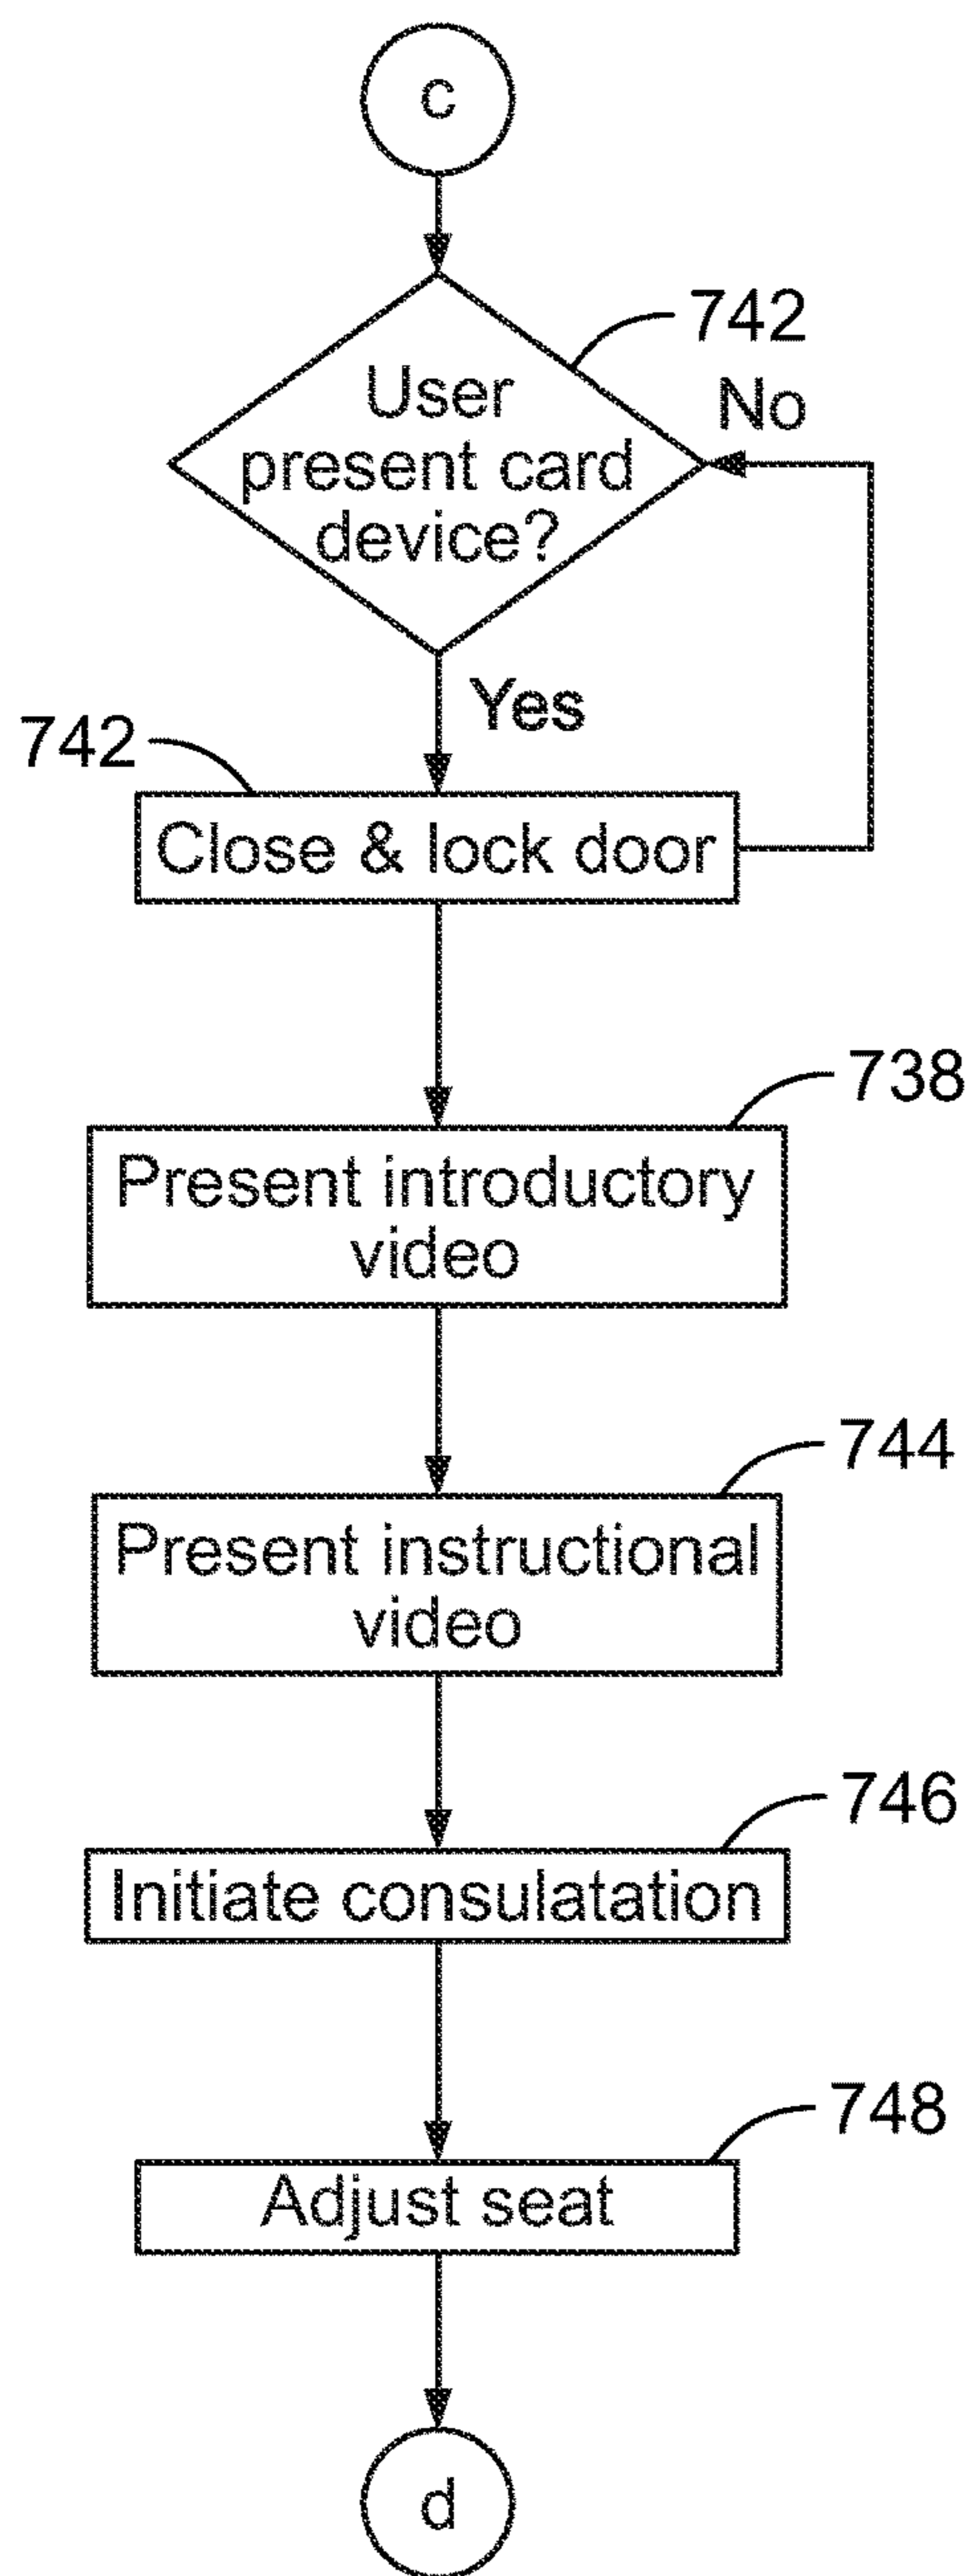 c
742
No
User
present card
device?
Yes
742
Close & lock door
738
Present introductory
video
744
Present instructional
video
746
Initiate consulatation
748
Adjust seat
d